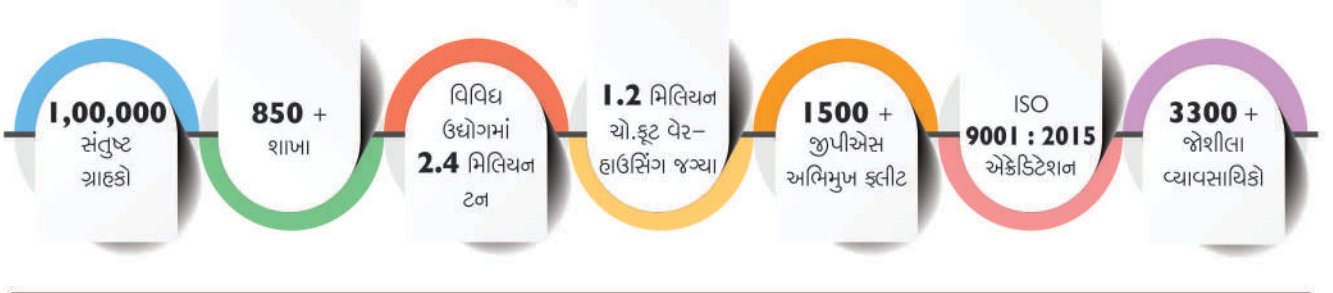 1,00,000
સંતુષ્ટ
ગ્રાહકો
850 +
શાખા
વિવિધ
ઉદ્યોગમાં
2.4 મિલિયન
ટન
1.2 મિલિયન
ચો.ફૂટ વેર–
હાઉસિંગ જગ્યા
1500 +
જીપીએસ
અભિમુખ ફ્લીટ
ISO
9001 : 2015
એક્રેડિટેશન
3300 +
જોશીલા
વ્યાવસાયિકો